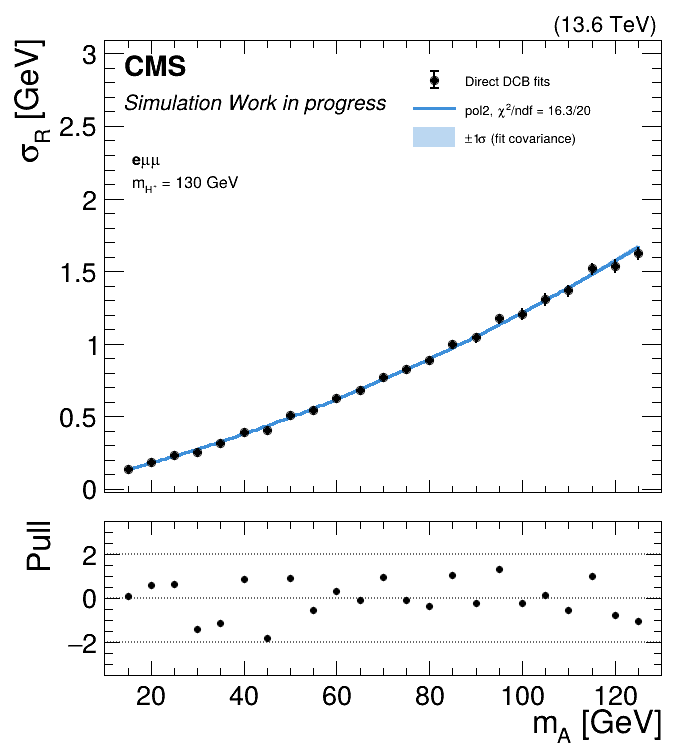 (13.6 TeV)
CMS
Simulation Work in progress
eμμ
m_H⁺ = 130 GeV
Direct DCB fits
pol2, χ²/ndf = 16.3/20
±1σ (fit covariance)
σ_R [GeV]
3
2.5
2
1.5
1
0.5
0
Pull
2
0
−2
20 40 60 80 100 120
m_A [GeV]